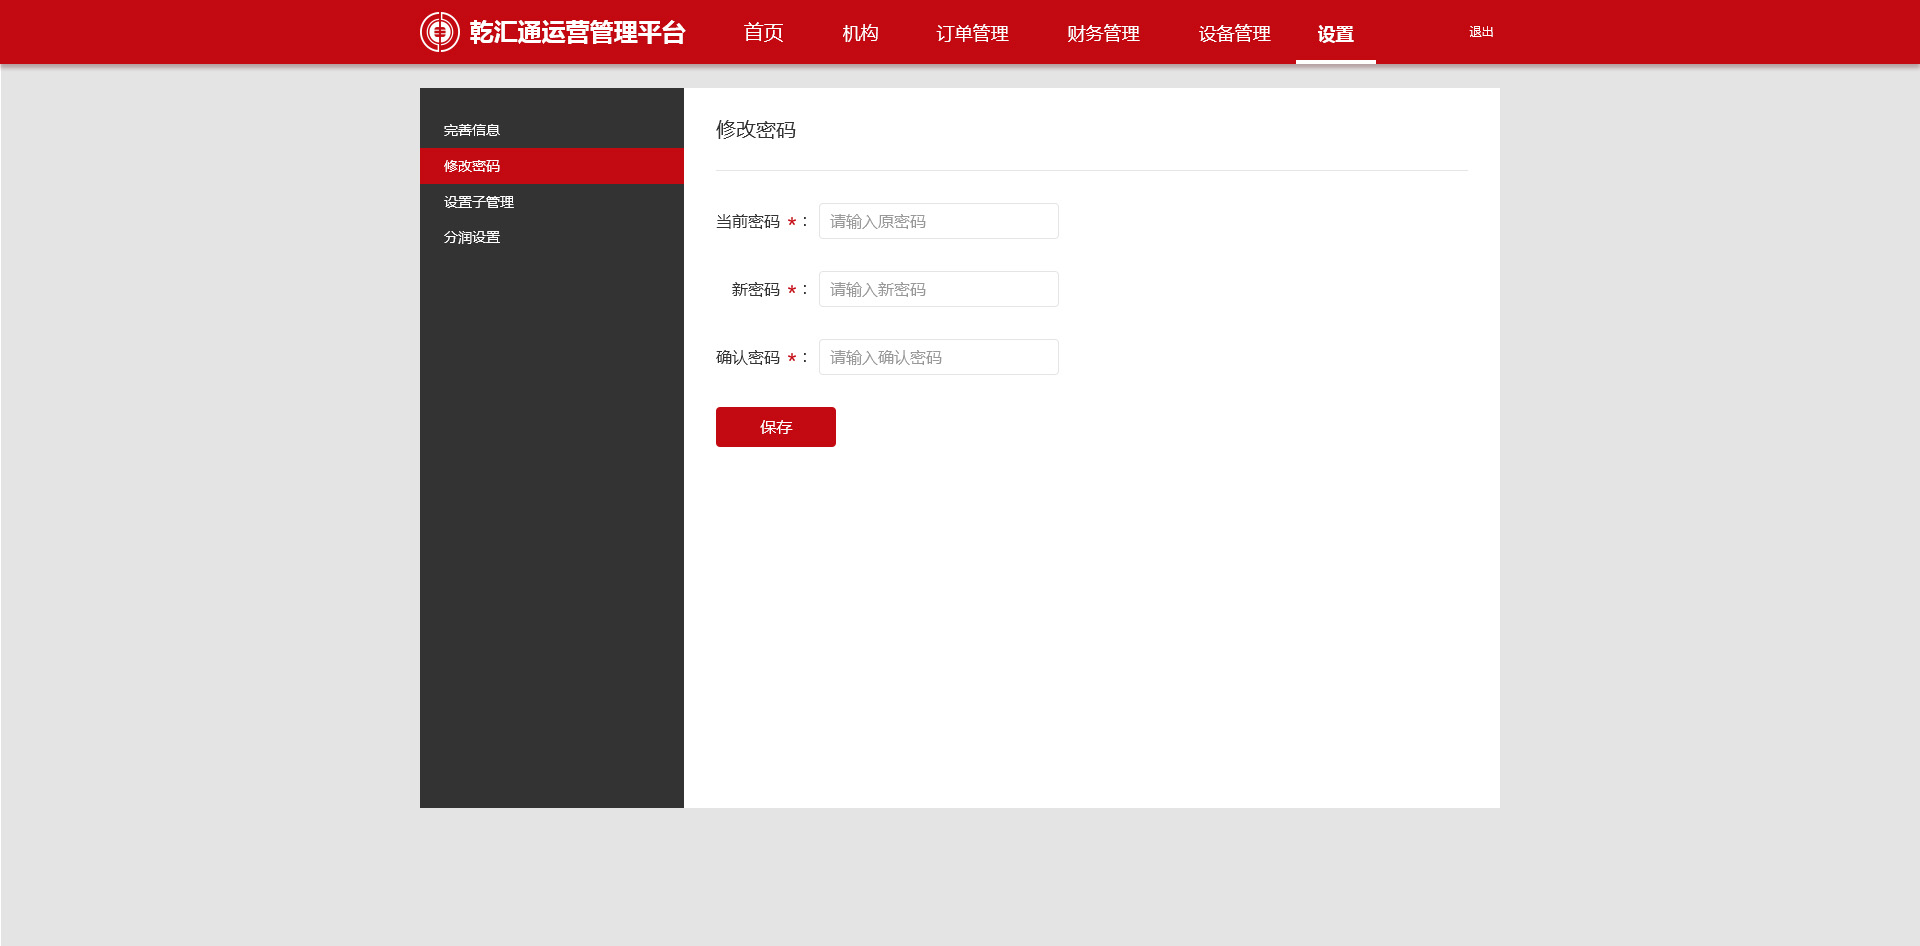 乾汇通运营管理平台 首页 机构 订单管理 财务管理 设备管理 设置 退出
完善信息
修改密码
设置子管理
分润设置
修改密码
当前密码 * ： 请输入原密码
新密码 * ： 请输入新密码
确认密码 * ： 请输入确认密码
保存